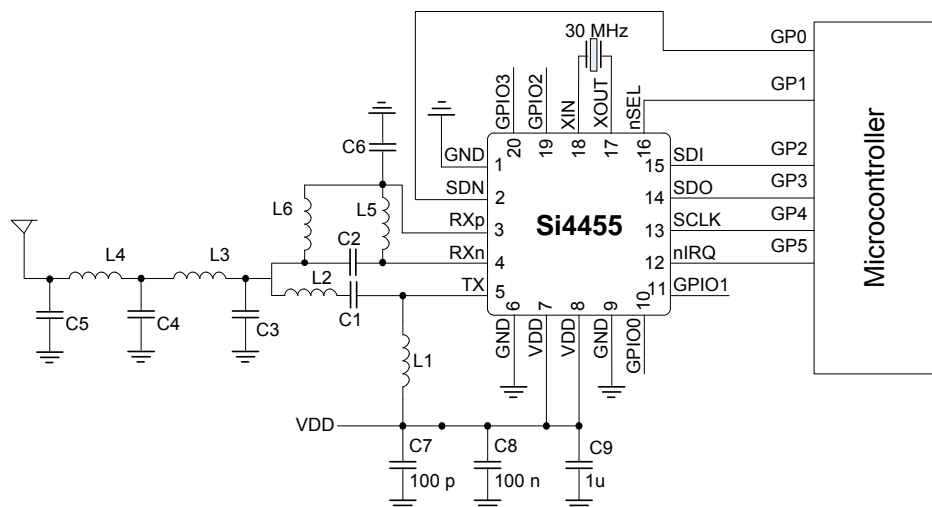 30 MHz
GP0
GP1
GP2
GP3
GP4
GP5
Microcontroller
GPIO3
GPIO2
XIN
XOUT
nSEL
20
19
18
17
16
GND
1
SDN
2
RXp
3
RXn
4
TX
5
Si4455
15
SDI
14
SDO
13
SCLK
12
nIRQ
11
GPIO1
6
7
8
9
10
GND
VDD
VDD
GND
GPIO0
C6
L6
L5
C2
L4
L3
L2
C1
C5
C4
C3
L1
VDD
C7
100 p
C8
100 n
C9
1u